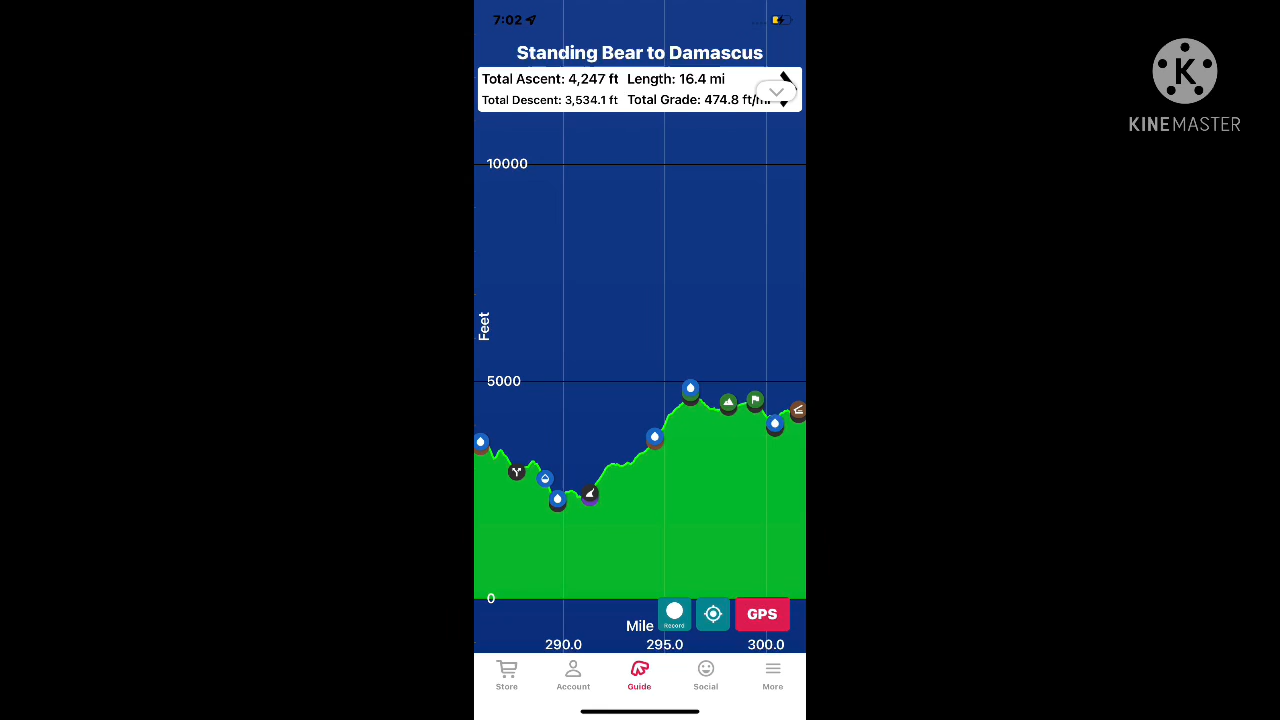 7:02
Standing Bear to Damascus
Total Ascent: 4,247 ft Length: 16.4 mi
Total Descent: 3,534.1 ft Total Grade: 474.8 ft/mi
K
KINEMASTER
10000
Feet
5000
0
Record
GPS
Mile
290.0 295.0 300.0
Store Account Guide Social More